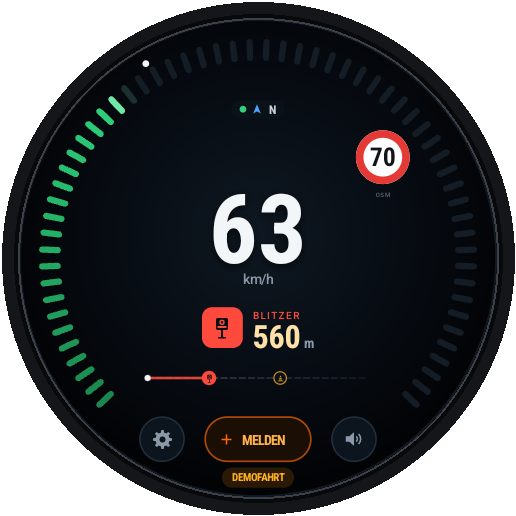 N
70
OSM
63
km/h
BLITZER
560 m
+ MELDEN
DEMOFAHRT